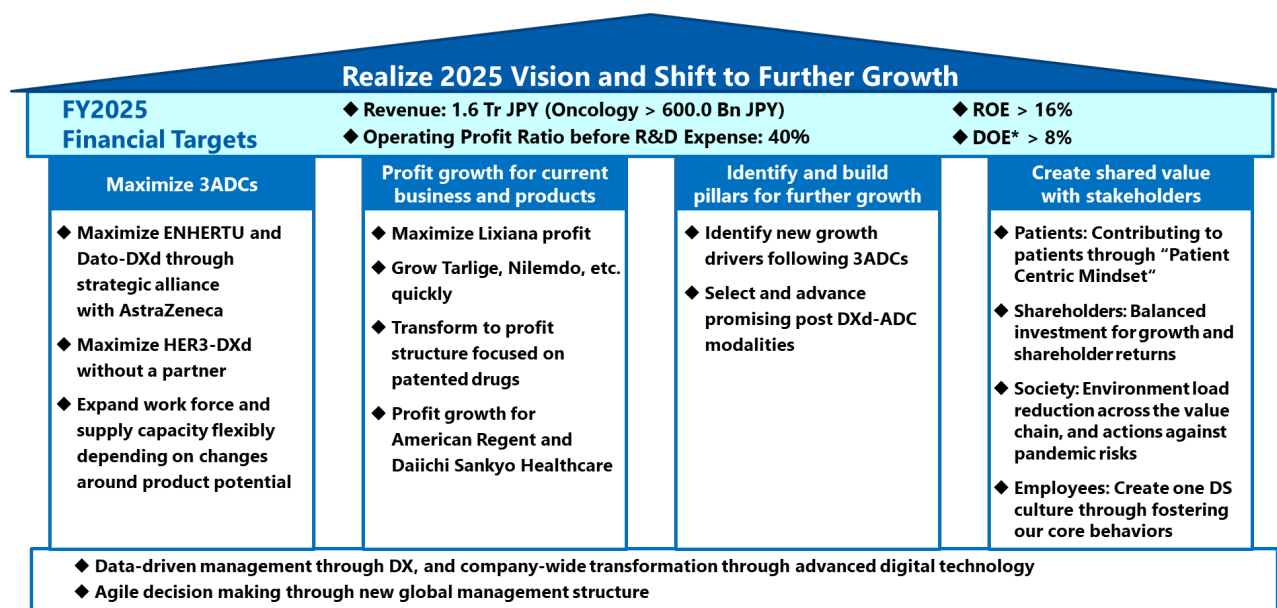 Realize 2025 Vision and Shift to Further Growth
FY2025
Financial Targets
◆ Revenue: 1.6 Tr JPY (Oncology > 600.0 Bn JPY)
◆ Operating Profit Ratio before R&D Expense: 40%
◆ ROE > 16%
◆ DOE* > 8%
Maximize 3ADCs
◆ Maximize ENHERTU and
Dato-DXd through
strategic alliance
with AstraZeneca
◆ Maximize HER3-DXd
without a partner
◆ Expand work force and
supply capacity flexibly
depending on changes
around product potential
Profit growth for current
business and products
◆ Maximize Lixiana profit
◆ Grow Tarlige, Nilemdo, etc.
quickly
◆ Transform to profit
structure focused on
patented drugs
◆ Profit growth for
American Regent and
Daiichi Sankyo Healthcare
Identify and build
pillars for further growth
◆ Identify new growth
drivers following 3ADCs
◆ Select and advance
promising post DXd-ADC
modalities
Create shared value
with stakeholders
◆ Patients: Contributing to
patients through “Patient
Centric Mindset“
◆ Shareholders: Balanced
investment for growth and
shareholder returns
◆ Society: Environment load
reduction across the value
chain, and actions against
pandemic risks
◆ Employees: Create one DS
culture through fostering
our core behaviors
◆ Data-driven management through DX, and company-wide transformation through advanced digital technology
◆ Agile decision making through new global management structure